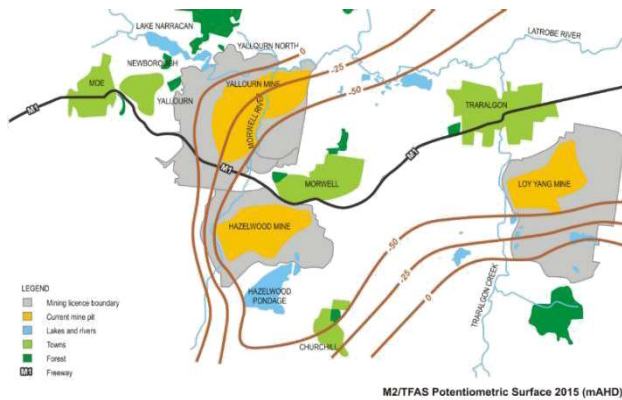 LAKE NARRACAN
YALLOURN NORTH
LATROBE RIVER
0
-25
-50
NEWBOROUGH
MOE
YALLOURN
YALLOURN MINE
MORWELL RIVER
TRARALGON
M1
M1
M1
MORWELL
LOY YANG MINE
HAZELWOOD MINE
-50
-25
0
HAZELWOOD
PONDAGE
TRARALGON CREEK
CHURCHILL
LEGEND
Mining licence boundary
Current mine pit
Lakes and rivers
Towns
Forest
M1 Freeway
M2/TFAS Potentiometric Surface 2015 (mAHD)